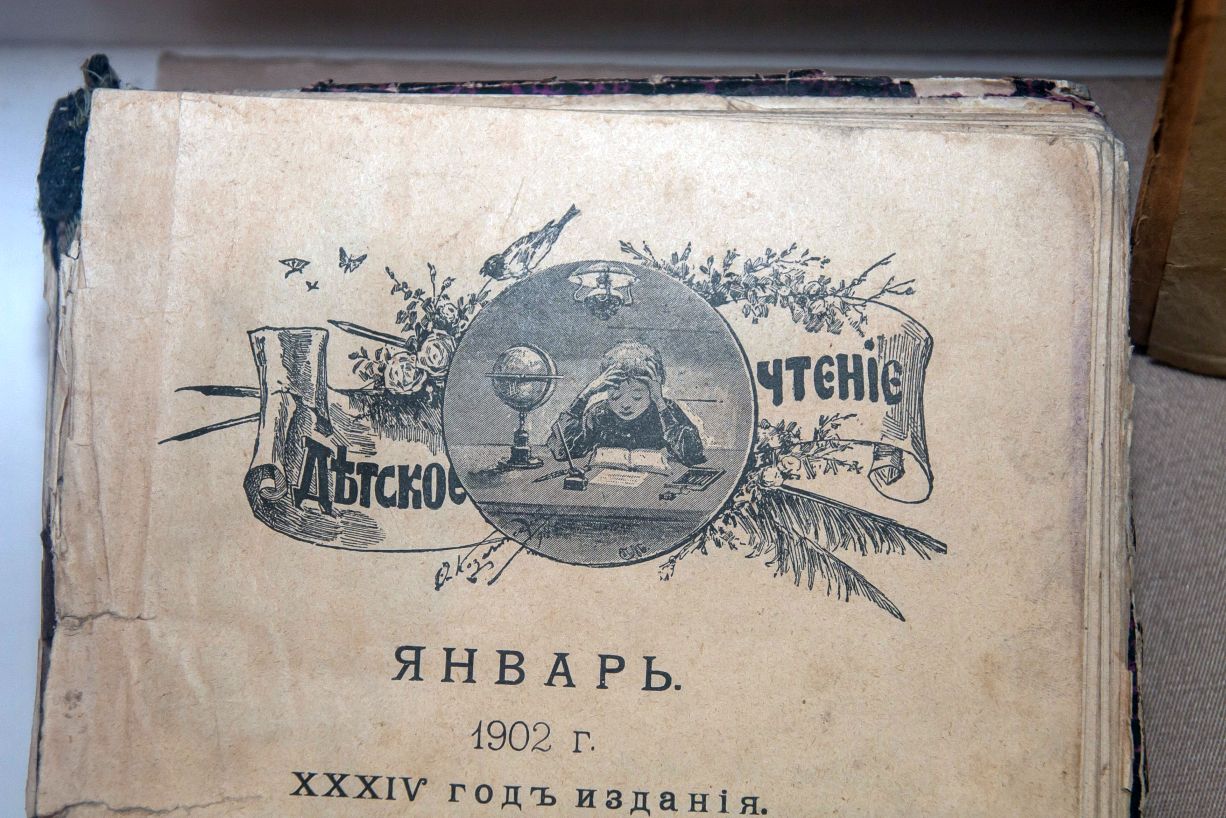 Дѣтское чтеніе
ЯНВАРЬ.
1902 г.
XXXIV годъ изданія.